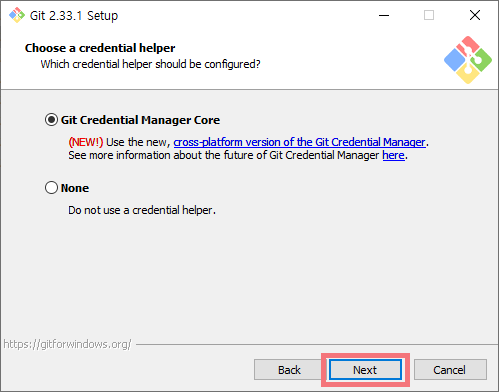 Git 2.33.1 Setup
Choose a credential helper
Which credential helper should be configured?
Git Credential Manager Core
(NEW!) Use the new, cross-platform version of the Git Credential Manager.
See more information about the future of Git Credential Manager here.
None
Do not use a credential helper.
https://gitforwindows.org/
Back Next Cancel